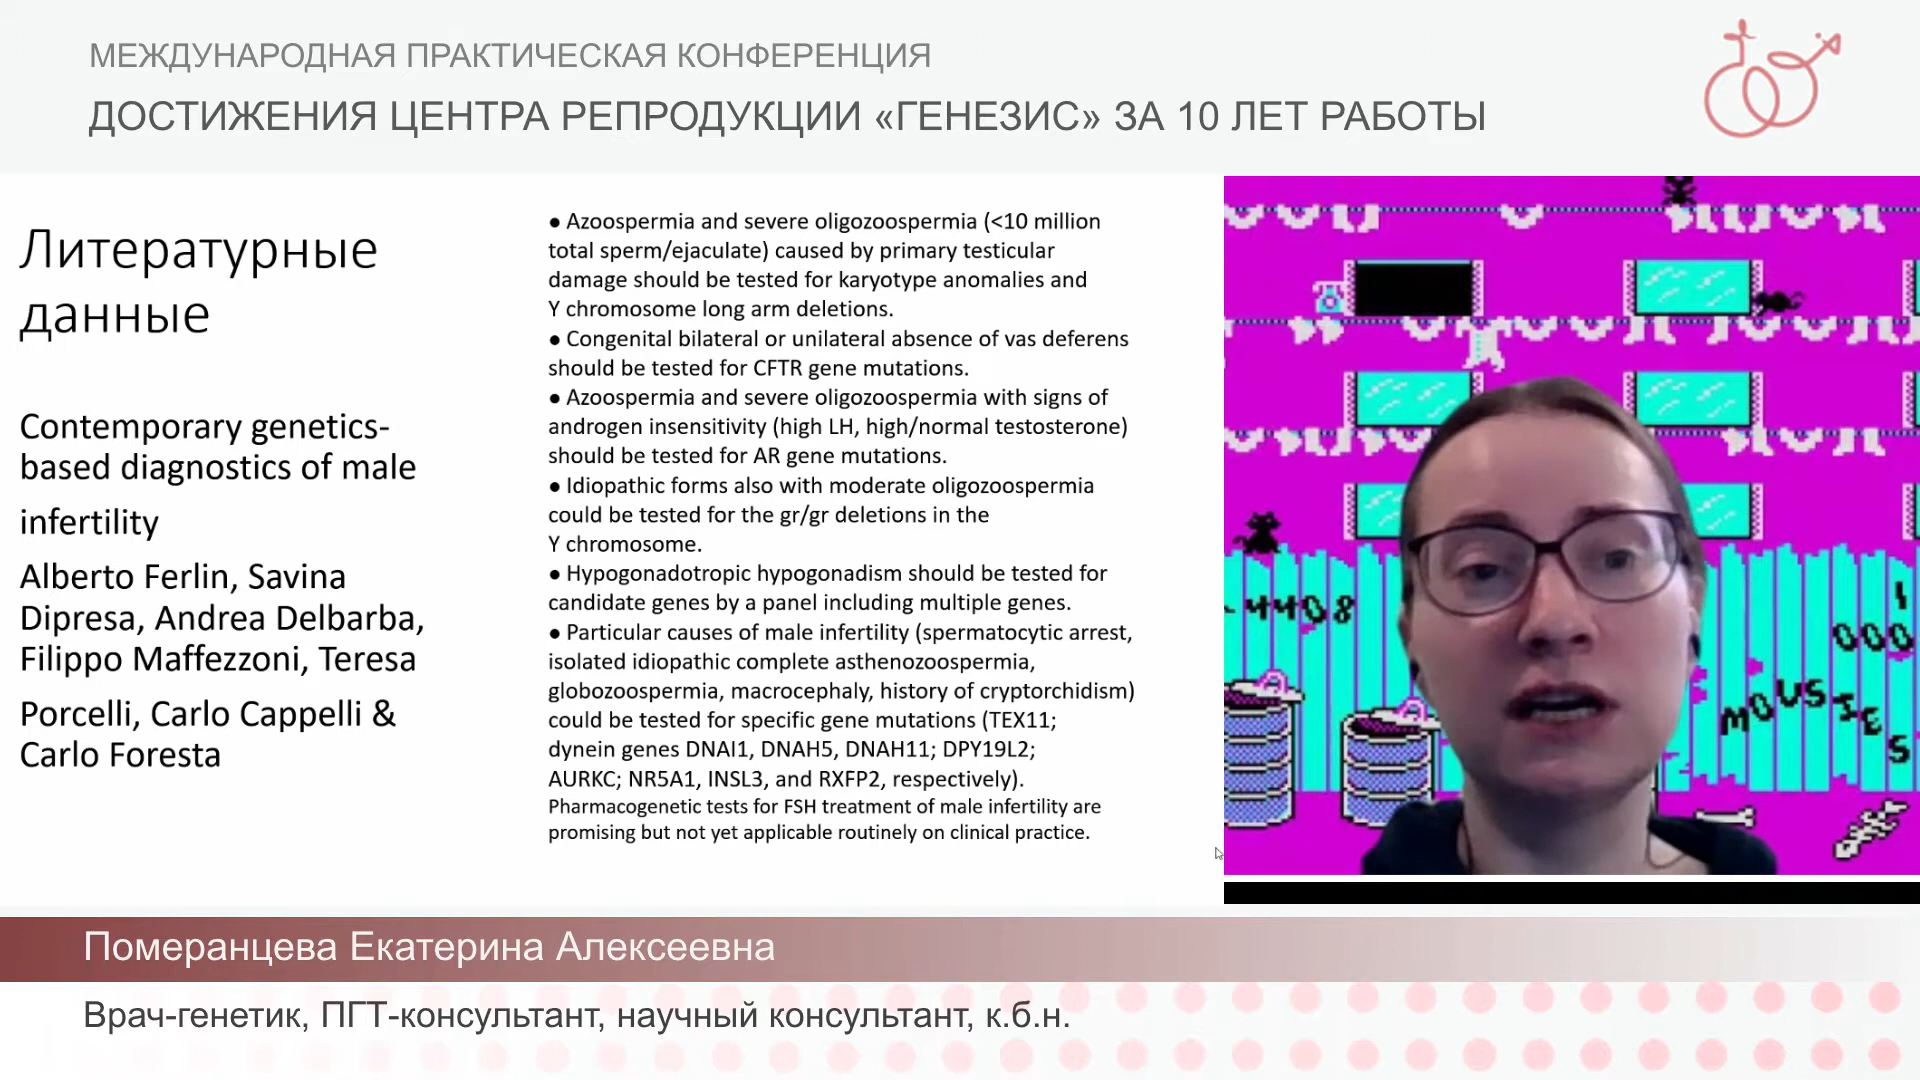 МЕЖДУНАРОДНАЯ ПРАКТИЧЕСКАЯ КОНФЕРЕНЦИЯ
ДОСТИЖЕНИЯ ЦЕНТРА РЕПРОДУКЦИИ «ГЕНЕЗИС» ЗА 10 ЛЕТ РАБОТЫ
Литературные
данные
Contemporary genetics-
based diagnostics of male
infertility
Alberto Ferlin, Savina
Dipresa, Andrea Delbarba,
Filippo Maffezzoni, Teresa
Porcelli, Carlo Cappelli &
Carlo Foresta
● Azoospermia and severe oligozoospermia (<10 million
total sperm/ejaculate) caused by primary testicular
damage should be tested for karyotype anomalies and
Y chromosome long arm deletions.
● Congenital bilateral or unilateral absence of vas deferens
should be tested for CFTR gene mutations.
● Azoospermia and severe oligozoospermia with signs of
androgen insensitivity (high LH, high/normal testosterone)
should be tested for AR gene mutations.
● Idiopathic forms also with moderate oligozoospermia
could be tested for the gr/gr deletions in the
Y chromosome.
● Hypogonadotropic hypogonadism should be tested for
candidate genes by a panel including multiple genes.
● Particular causes of male infertility (spermatocytic arrest,
isolated idiopathic complete asthenozoospermia,
globozoospermia, macrocephaly, history of cryptorchidism)
could be tested for specific gene mutations (TEX11;
dynein genes DNAI1, DNAH5, DNAH11; DPY19L2;
AURKC; NR5A1, INSL3, and RXFP2, respectively).
Pharmacogenetic tests for FSH treatment of male infertility are
promising but not yet applicable routinely on clinical practice.
4408
1
000
MOUSIES
Померанцева Екатерина Алексеевна
Врач-генетик, ПГТ-консультант, научный консультант, к.б.н.